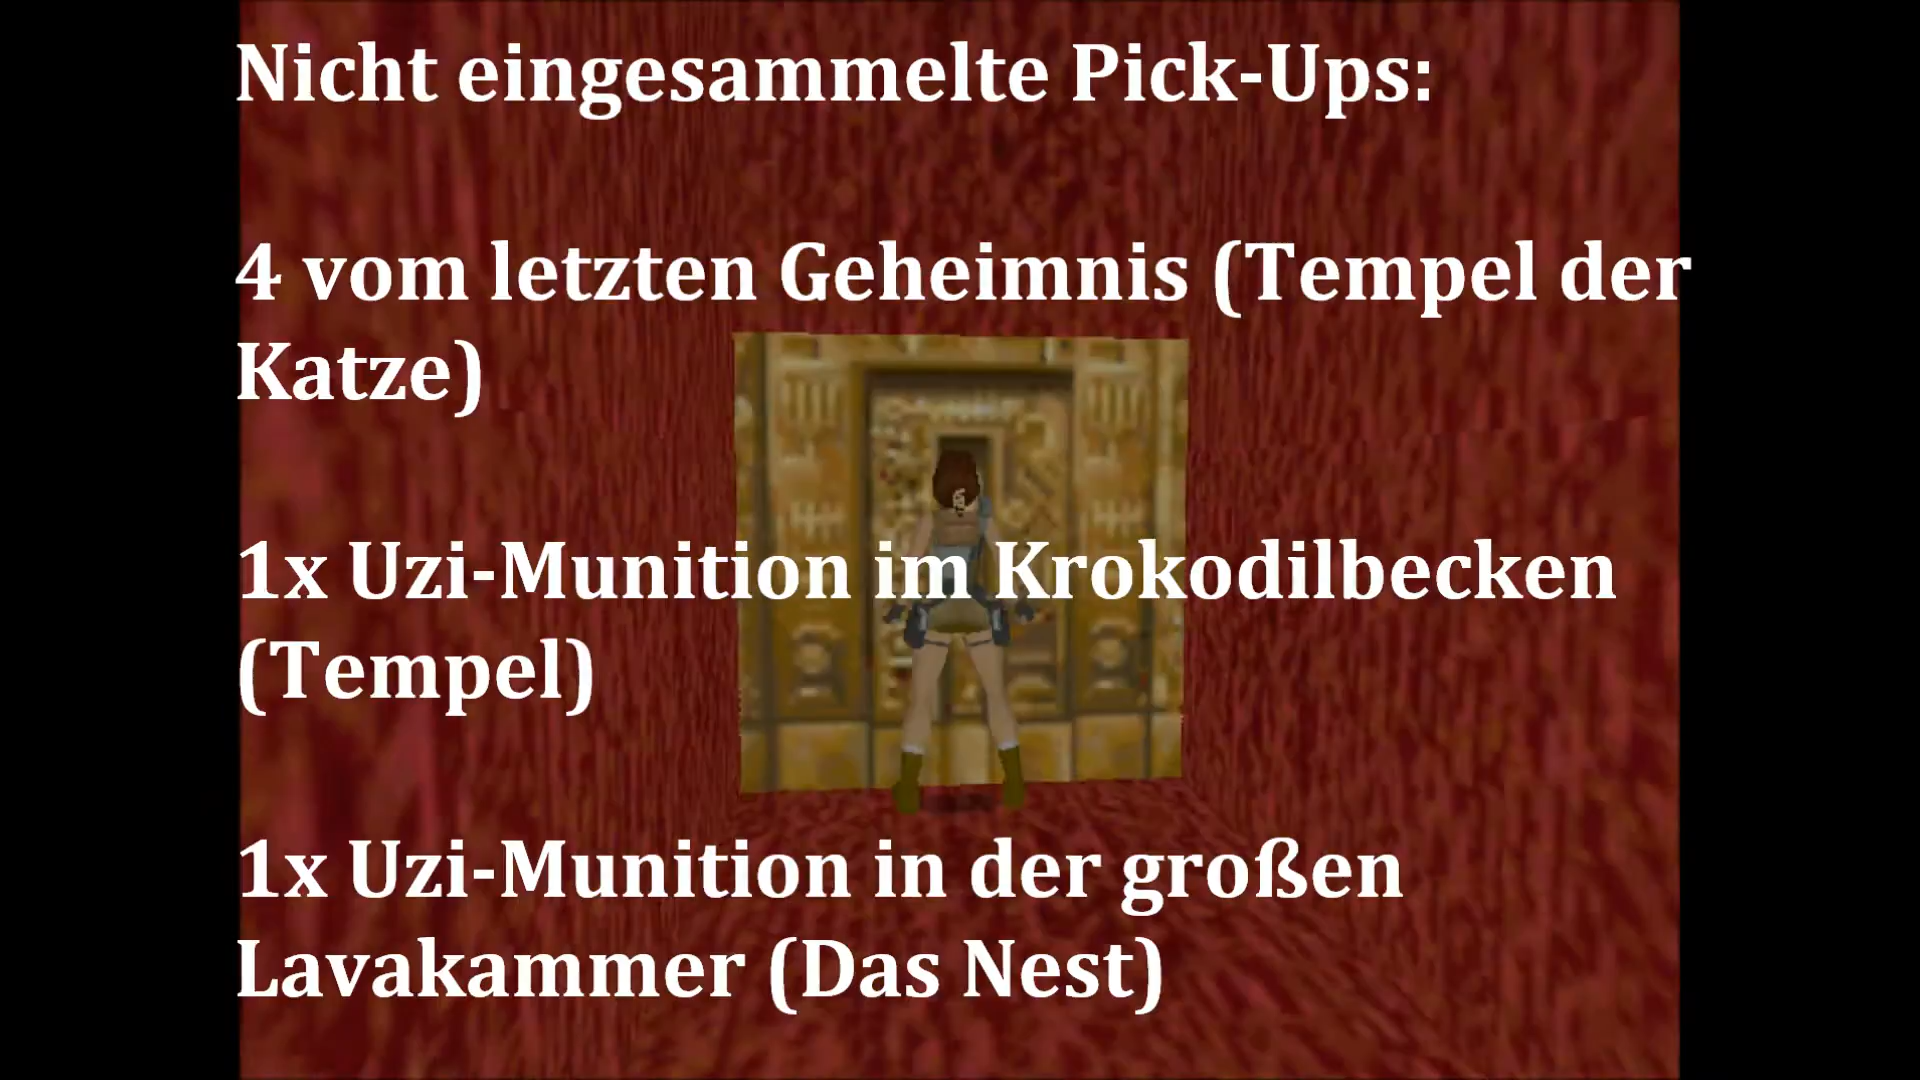 Nicht eingesammelte Pick-Ups:
4 vom letzten Geheimnis (Tempel der
Katze)
1x Uzi-Munition im Krokodilbecken
(Tempel)
1x Uzi-Munition in der großen
Lavakammer (Das Nest)